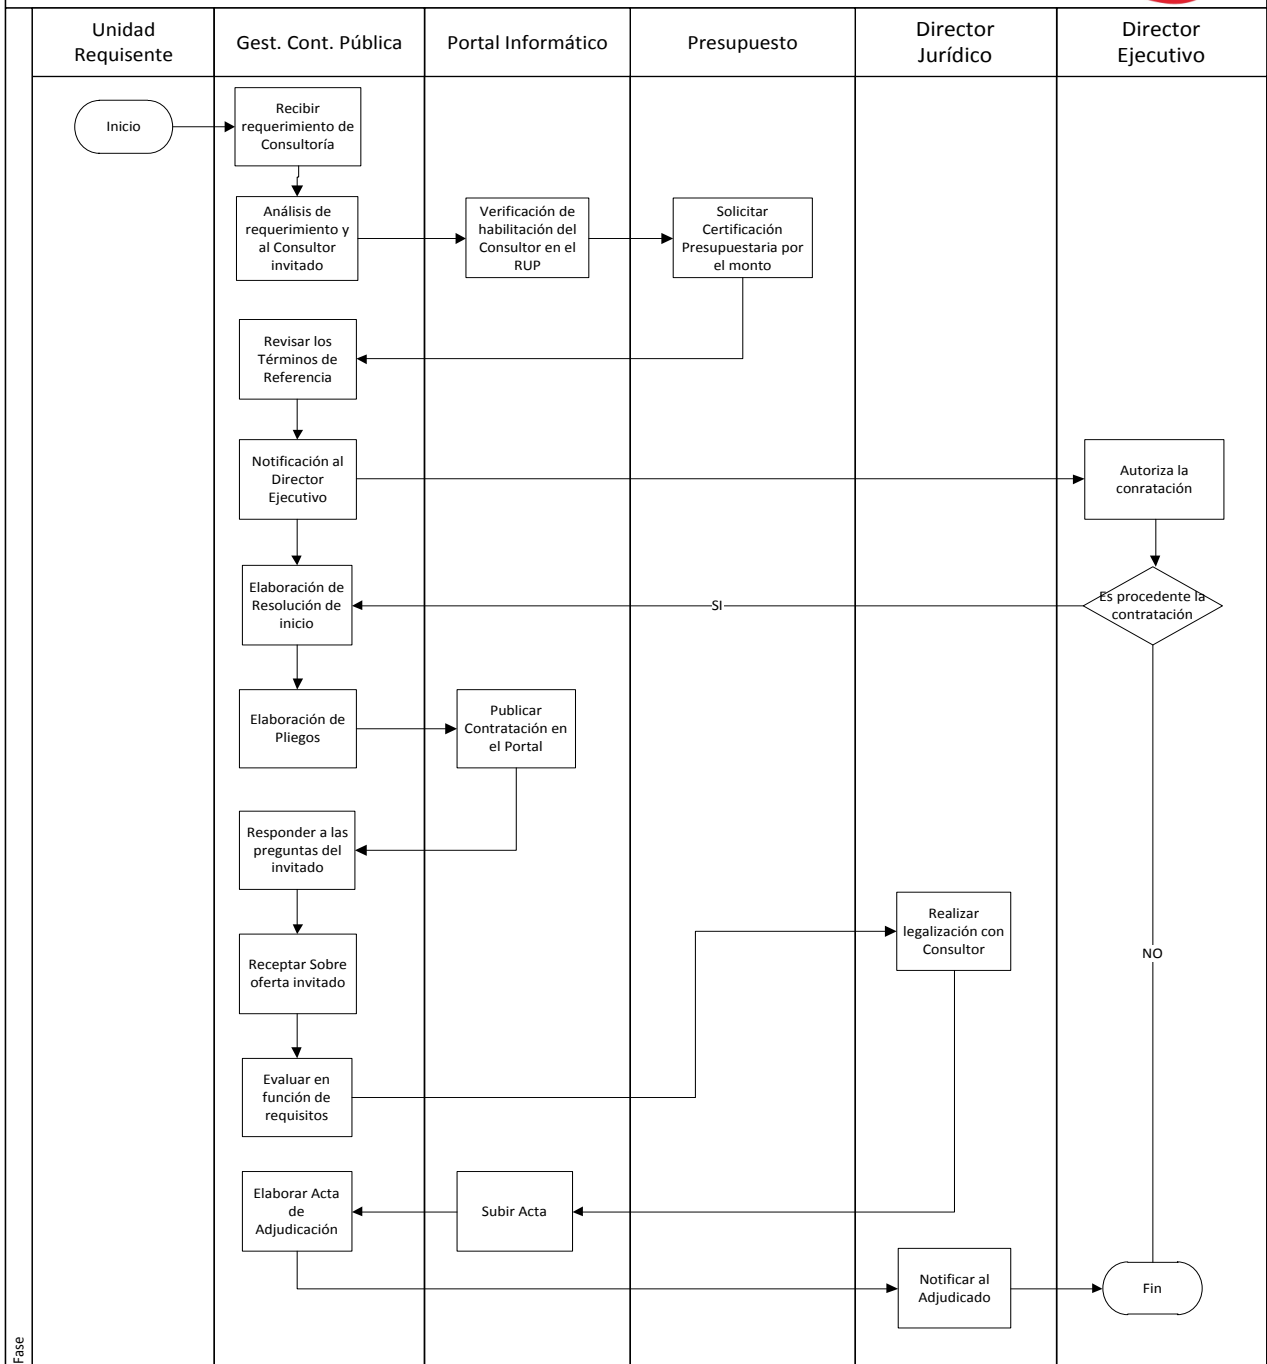 Unidad
Requisente
Gest. Cont. Pública
Portal Informático
Presupuesto
Director
Jurídico
Director
Ejecutivo
Inicio
Recibir
requerimiento de
Consultoría
Análisis de
requerimiento y
al Consultor
invitado
Verificación de
habilitación del
Consultor en el
RUP
Solicitar
Certificación
Presupuestaria por
el monto
Revisar los
Términos de
Referencia
Notificación al
Director
Ejecutivo
Autoriza la
conratación
Elaboración de
Resolución de
inicio
SI
Es procedente la
contratación
Elaboración de
Pliegos
Publicar
Contratación en
el Portal
Responder a las
preguntas del
invitado
Realizar
legalización con
Consultor
Receptar Sobre
oferta invitado
NO
Evaluar en
función de
requisitos
Elaborar Acta
de
Adjudicación
Subir Acta
Notificar al
Adjudicado
Fin
Fase